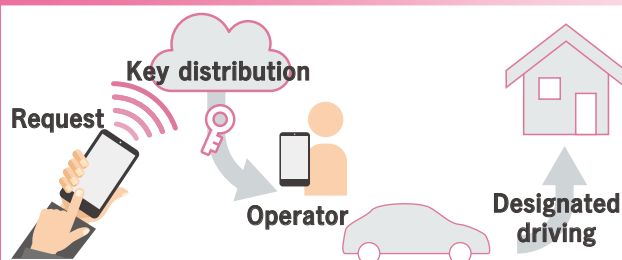 Key distribution
Request
Operator
Designated
driving